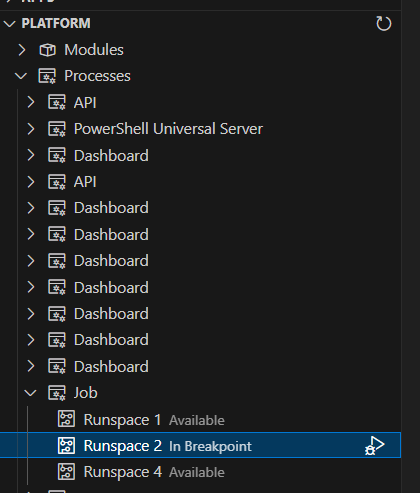 PLATFORM
Modules
Processes
API
PowerShell Universal Server
Dashboard
API
Dashboard
Dashboard
Dashboard
Dashboard
Dashboard
Dashboard
Dashboard
Job
Runspace 1 Available
Runspace 2 In Breakpoint
Runspace 4 Available